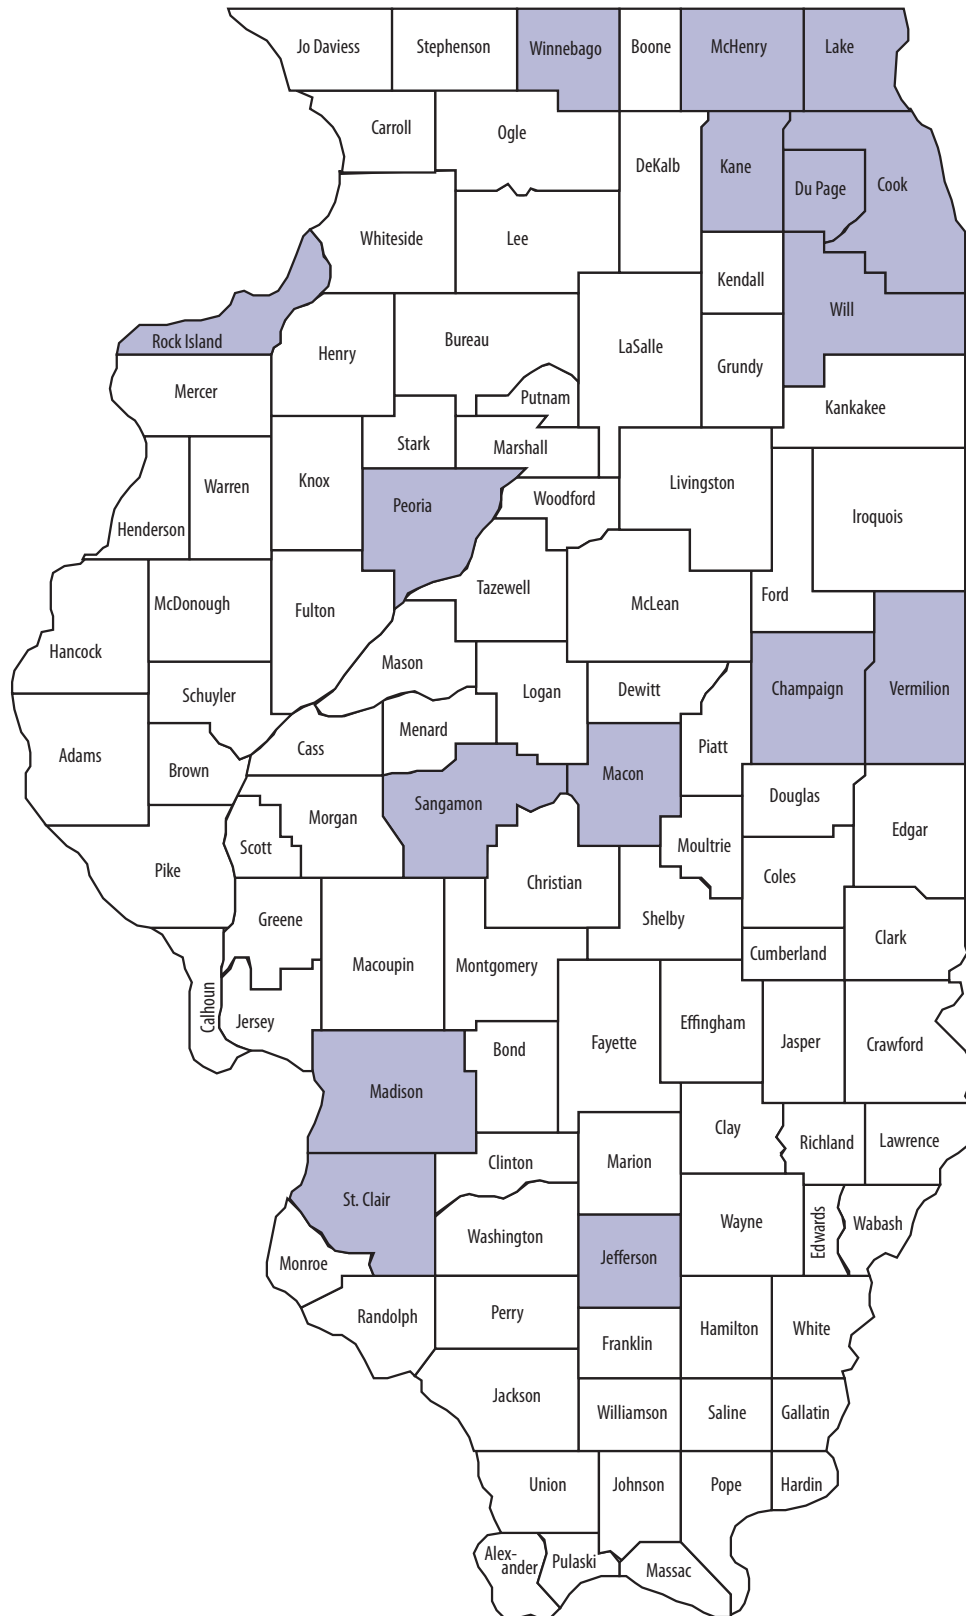 Jo Daviess
Stephenson
Winnebago
Boone
McHenry
Lake
Carroll
Ogle
DeKalb
Kane
Du Page
Cook
Whiteside
Lee
Kendall
Will
Rock Island
Henry
Bureau
LaSalle
Grundy
Mercer
Putnam
Kankakee
Stark
Marshall
Warren
Knox
Livingston
Peoria
Woodford
Iroquois
Henderson
McDonough
Fulton
Tazewell
McLean
Ford
Hancock
Mason
Schuyler
Logan
Dewitt
Champaign
Vermilion
Adams
Cass
Menard
Piatt
Brown
Macon
Douglas
Sangamon
Morgan
Edgar
Scott
Moultrie
Pike
Christian
Coles
Greene
Shelby
Clark
Macoupin
Montgomery
Cumberland
Calhoun
Jersey
Effingham
Bond
Fayette
Jasper
Crawford
Madison
Clay
Richland
Lawrence
Clinton
Marion
St. Clair
Wayne
Edwards
Wabash
Washington
Jefferson
Monroe
Randolph
Perry
Franklin
Hamilton
White
Jackson
Williamson
Saline
Gallatin
Union
Johnson
Pope
Hardin
Alex-
ander
Pulaski
Massac